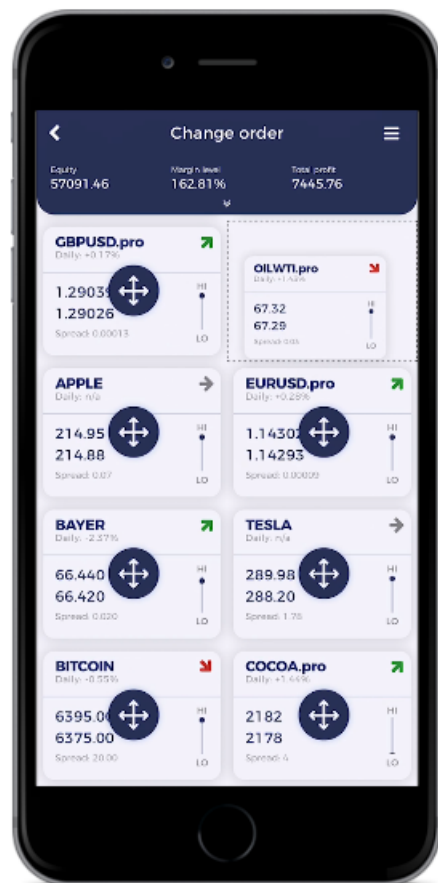 Change order
Equity Margin level Total profit
57091.46 162.81% 7445.76
GBPUSD.pro
Daily: +0.17%
1.29039
1.29026
HI
Spread: 0.00013
LO
OILWTI.pro
67.32
67.29
HI
Spread: 0.03
LO
APPLE
Daily: n/a
214.95
214.88
HI
Spread: 0.07
LO
EURUSD.pro
Daily: +0.28%
1.14302
1.14293
HI
Spread: 0.00009
LO
BAYER
Daily: -2.37%
66.440
66.420
HI
Spread: 0.020
LO
TESLA
Daily: n/a
289.98
288.20
HI
Spread: 1.78
LO
BITCOIN
Daily: -0.55%
6395.00
6375.00
HI
Spread: 20.00
LO
COCOA.pro
Daily: +1.44%
2182
2178
HI
Spread: 4
LO